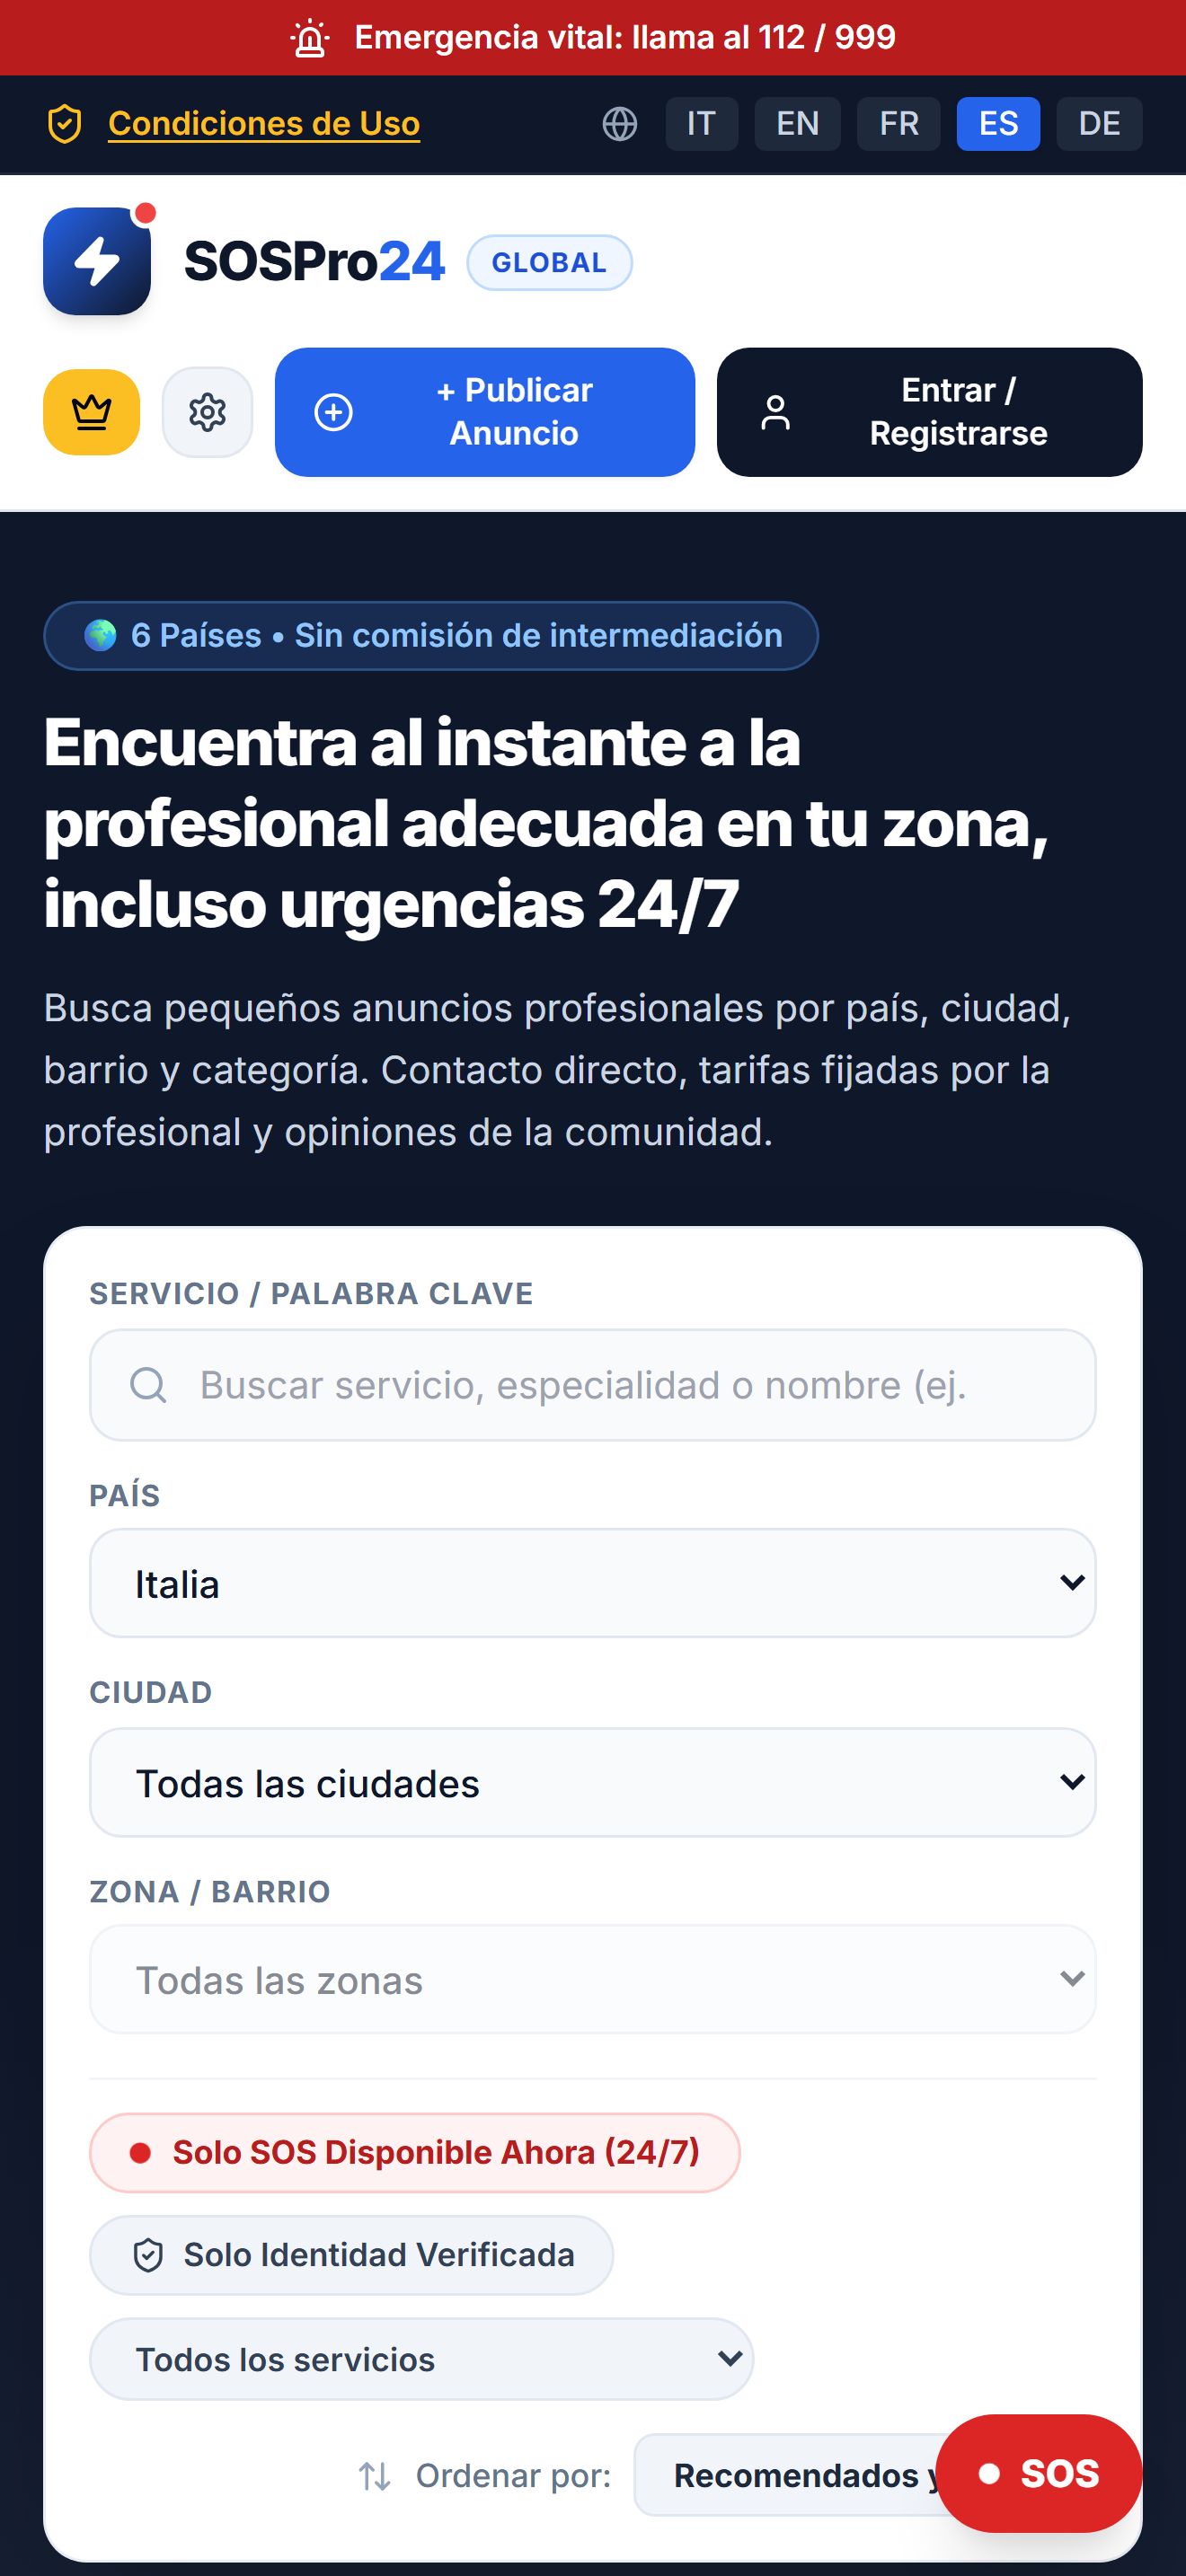 Emergencia vital: llama al 112 / 999
Condiciones de Uso
IT EN FR ES DE
SOSPro24 GLOBAL
+ Publicar
Anuncio
Entrar /
Registrarse
6 Países • Sin comisión de intermediación
Encuentra al instante a la
profesional adecuada en tu zona,
incluso urgencias 24/7
Busca pequeños anuncios profesionales por país, ciudad,
barrio y categoría. Contacto directo, tarifas fijadas por la
profesional y opiniones de la comunidad.
SERVICIO / PALABRA CLAVE
Buscar servicio, especialidad o nombre (ej.
PAÍS
Italia
CIUDAD
Todas las ciudades
ZONA / BARRIO
Todas las zonas
Solo SOS Disponible Ahora (24/7)
Solo Identidad Verificada
Todos los servicios
Ordenar por: Recomendados y
SOS